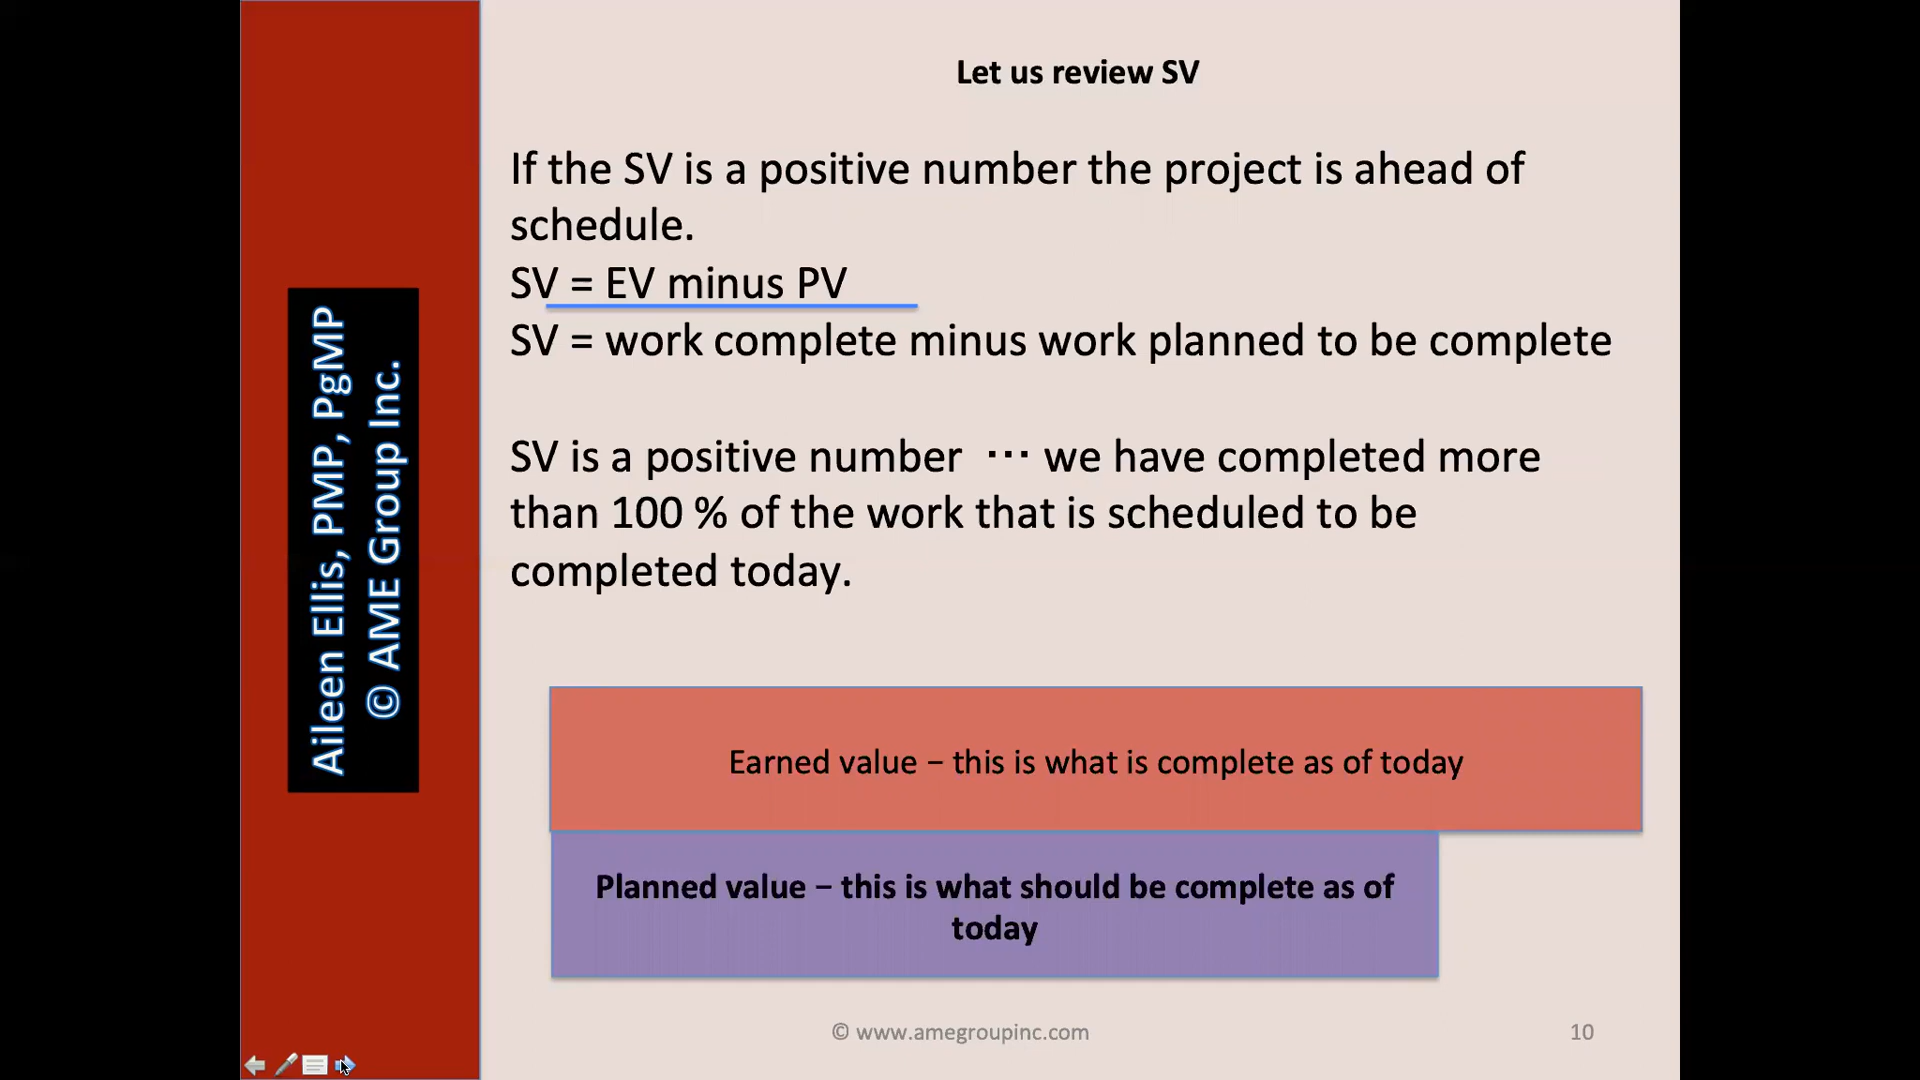 Let us review SV
If the SV is a positive number the project is ahead of
schedule.
SV = EV minus PV
SV = work complete minus work planned to be complete
SV is a positive number ··· we have completed more
than 100 % of the work that is scheduled to be
completed today.
Aileen Ellis, PMP, PgMP
© AME Group Inc.
Earned value – this is what is complete as of today
Planned value – this is what should be complete as of
today
© www.amegroupinc.com
10